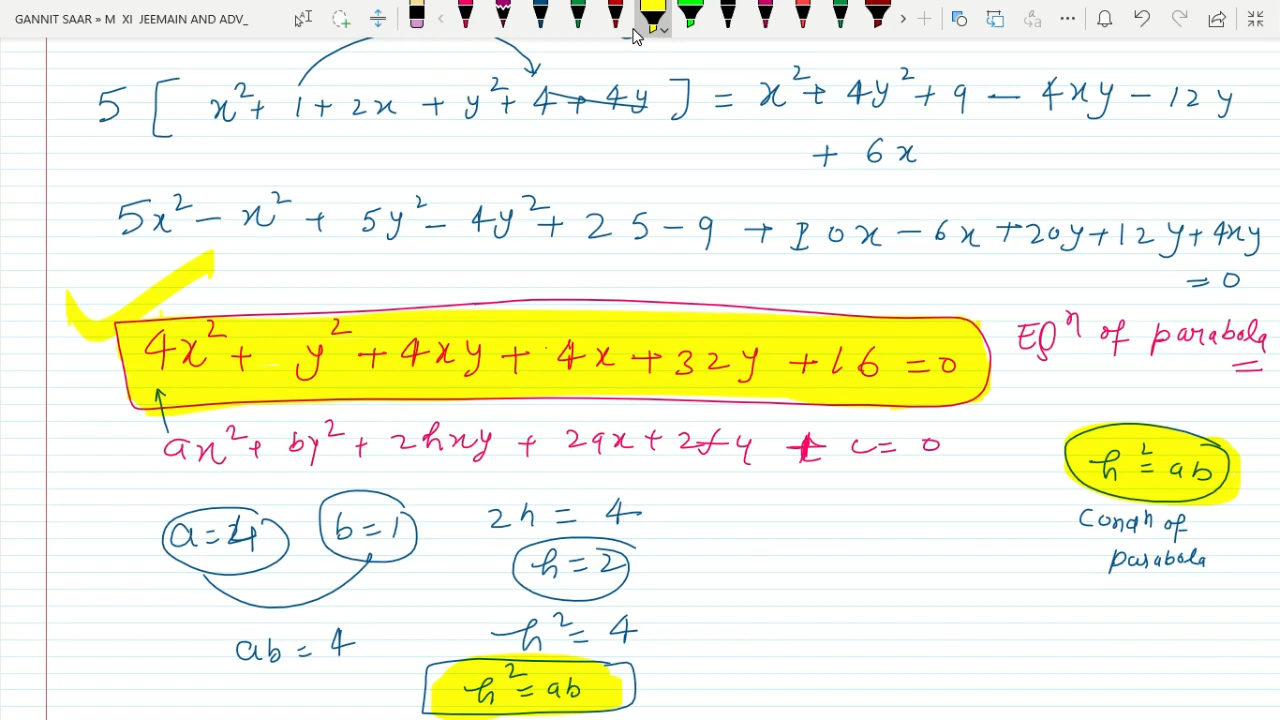 GANNIT SAAR » M XI JEEMAIN AND ADV_
5 [ x² + 1 + 2x + y² + 4 + 4y ] = x² + 4y² + 9 - 4xy - 12y
+ 6x
5x² - x² + 5y² - 4y² + 25 - 9 + 10x - 6x + 20y + 12y + 4xy
= 0
4x² + y² + 4xy + 4x + 32y + 16 = 0
EQⁿ of parabola
ax² + by² + 2hxy + 2gx + 2fy + c = 0
h² = ab
Condⁿ of
parabola
a = 4 b = 1 2h = 4
h = 2
ab = 4 h² = 4
h² = ab